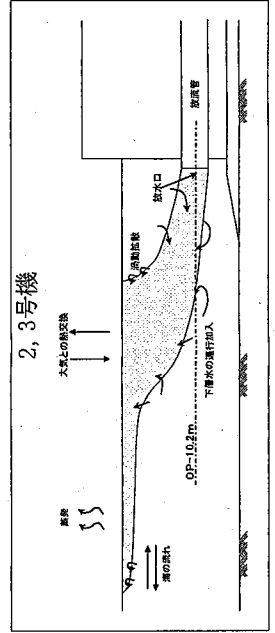 2, 3号機
蒸発
大気との熱交換
渦動拡散
放水口
放流管
海の流れ
下層水の連行加入
OP-10.2m